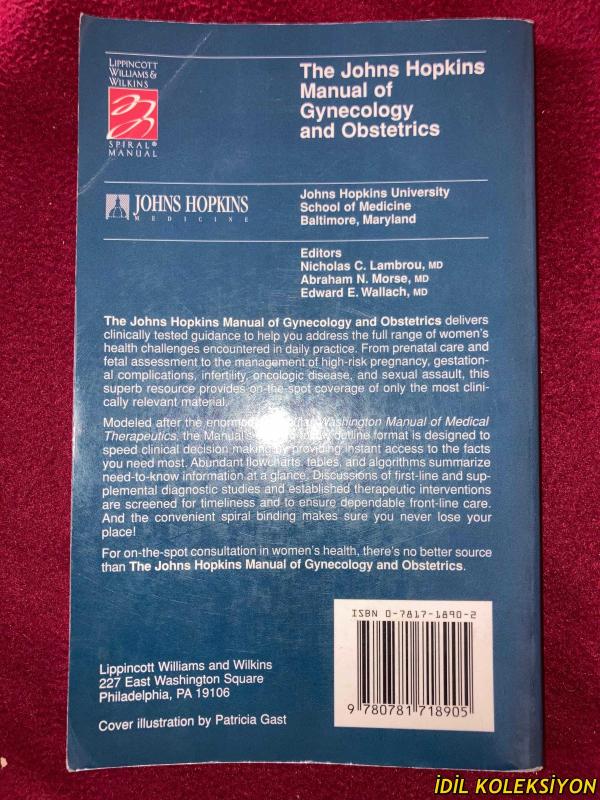 LIPPINCOTT
WILLIAMS &
WILKINS
SPIRAL®
MANUAL
The Johns Hopkins
Manual of
Gynecology
and Obstetrics
JOHNS HOPKINS
MEDICINE
Johns Hopkins University
School of Medicine
Baltimore, Maryland
Editors
Nicholas C. Lambrou, MD
Abraham N. Morse, MD
Edward E. Wallach, MD
The Johns Hopkins Manual of Gynecology and Obstetrics delivers
clinically tested guidance to help you address the full range of women's
health challenges encountered in daily practice. From prenatal care and
fetal assessment to the management of high-risk pregnancy, gestation-
al complications, infertility, oncologic disease, and sexual assault, this
superb resource provides on-the-spot coverage of only the most clini-
cally relevant material.
Modeled after the Washington Manual of Medical
Therapeutics, the Manual's outline format is designed to
speed clinical decision making by providing instant access to the facts
you need most. Abundant flowcharts, tables, and algorithms summarize
need-to-know information at a glance. Discussions of first-line and sup-
plemental diagnostic studies and established therapeutic interventions
are screened for timeliness and to ensure dependable front-line care.
And the convenient spiral binding makes sure you never lose your
place!
For on-the-spot consultation in women's health, there's no better source
than The Johns Hopkins Manual of Gynecology and Obstetrics.
ISBN 0-7817-1890-2
9 780781 718905
Lippincott Williams and Wilkins
227 East Washington Square
Philadelphia, PA 19106
Cover illustration by Patricia Gast
İDİL KOLEKSİYON